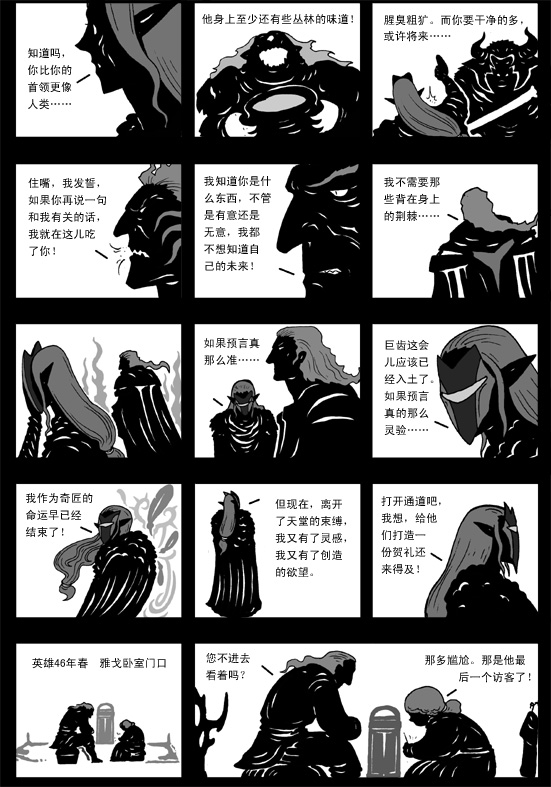 知道吗，
你比你的
首领更像
人类……
他身上至少还有些丛林的味道！
腥臭粗犷。而你要干净的多，
或许将来……
住嘴，我发誓，
如果你再说一句
和我有关的话，
我就在这儿吃
了你！
我知道你是什
么东西，不管
是有意还是
无意，我都
不想知道自
己的未来！
我不需要那
些背在身上
的荆棘……
如果预言真
那么准……
巨齿这会
儿应该已
经入土了。
如果预言
真的那么
灵验……
我作为奇匠的
命运早已经
结束了！
但现在，离开
了天堂的束缚，
我又有了灵感，
我又有了创造
的欲望。
打开通道吧，
我想，给他
们打造一
份贺礼还
来得及！
英雄46年春　雅戈卧室门口
您不进去
看着吗？
那多尴尬。那是他最
后一个访客了！